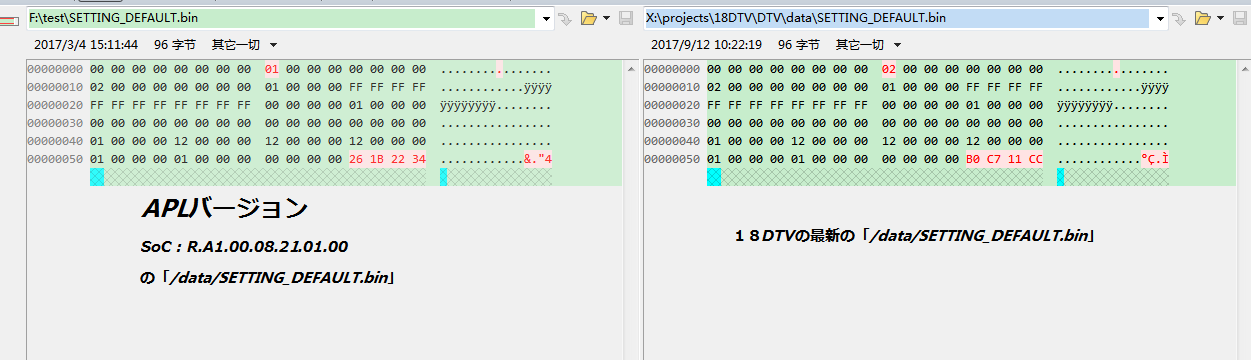 F:\test\SETTING_DEFAULT.bin
2017/3/4 15:11:44 96 字节 其它一切
00000000 00 00 00 00 00 00 00 00 01 00 00 00 00 00 00 00 ................
00000010 02 00 00 00 00 00 00 00 01 00 00 00 FF FF FF FF ............ÿÿÿÿ
00000020 FF FF FF FF FF FF FF FF 00 00 00 00 01 00 00 00 ÿÿÿÿÿÿÿÿ........
00000030 00 00 00 00 00 00 00 00 00 00 00 00 00 00 00 00 ................
00000040 01 00 00 00 12 00 00 00 12 00 00 00 12 00 00 00 ................
00000050 01 00 00 00 01 00 00 00 00 00 00 00 26 1B 22 34 ............&."4
APLバージョン
SoC : R.A1.00.08.21.01.00
の「/data/SETTING_DEFAULT.bin」
X:\projects\18DTV\DTV\data\SETTING_DEFAULT.bin
2017/9/12 10:22:19 96 字节 其它一切
00000000 00 00 00 00 00 00 00 00 02 00 00 00 00 00 00 00 ................
00000010 02 00 00 00 00 00 00 00 01 00 00 00 FF FF FF FF ............ÿÿÿÿ
00000020 FF FF FF FF FF FF FF FF 00 00 00 00 01 00 00 00 ÿÿÿÿÿÿÿÿ........
00000030 00 00 00 00 00 00 00 00 00 00 00 00 00 00 00 00 ................
00000040 01 00 00 00 12 00 00 00 12 00 00 00 12 00 00 00 ................
00000050 01 00 00 00 01 00 00 00 00 00 00 00 B0 C7 11 CC ............°Ç.Ì
１８DTVの最新の「/data/SETTING_DEFAULT.bin」